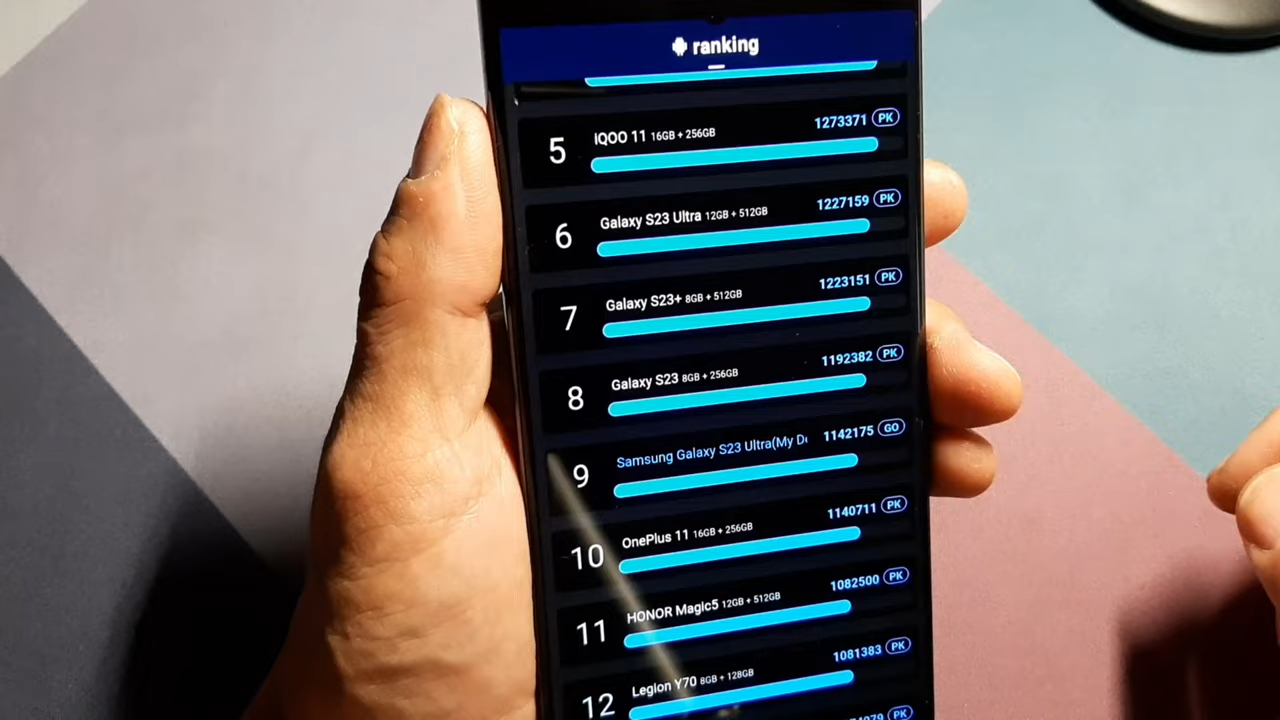 ranking
5 iQOO 11 16GB + 256GB 1273371 PK
6 Galaxy S23 Ultra 12GB + 512GB 1227159 PK
7 Galaxy S23+ 8GB + 512GB 1223151 PK
8 Galaxy S23 8GB + 256GB 1192382 PK
9 Samsung Galaxy S23 Ultra(My 1142175 GO
10 OnePlus 11 16GB + 256GB 1140711 PK
11 HONOR Magic5 12GB + 512GB 1082500 PK
12 Legion Y70 8GB + 128GB 1081383 PK
PK